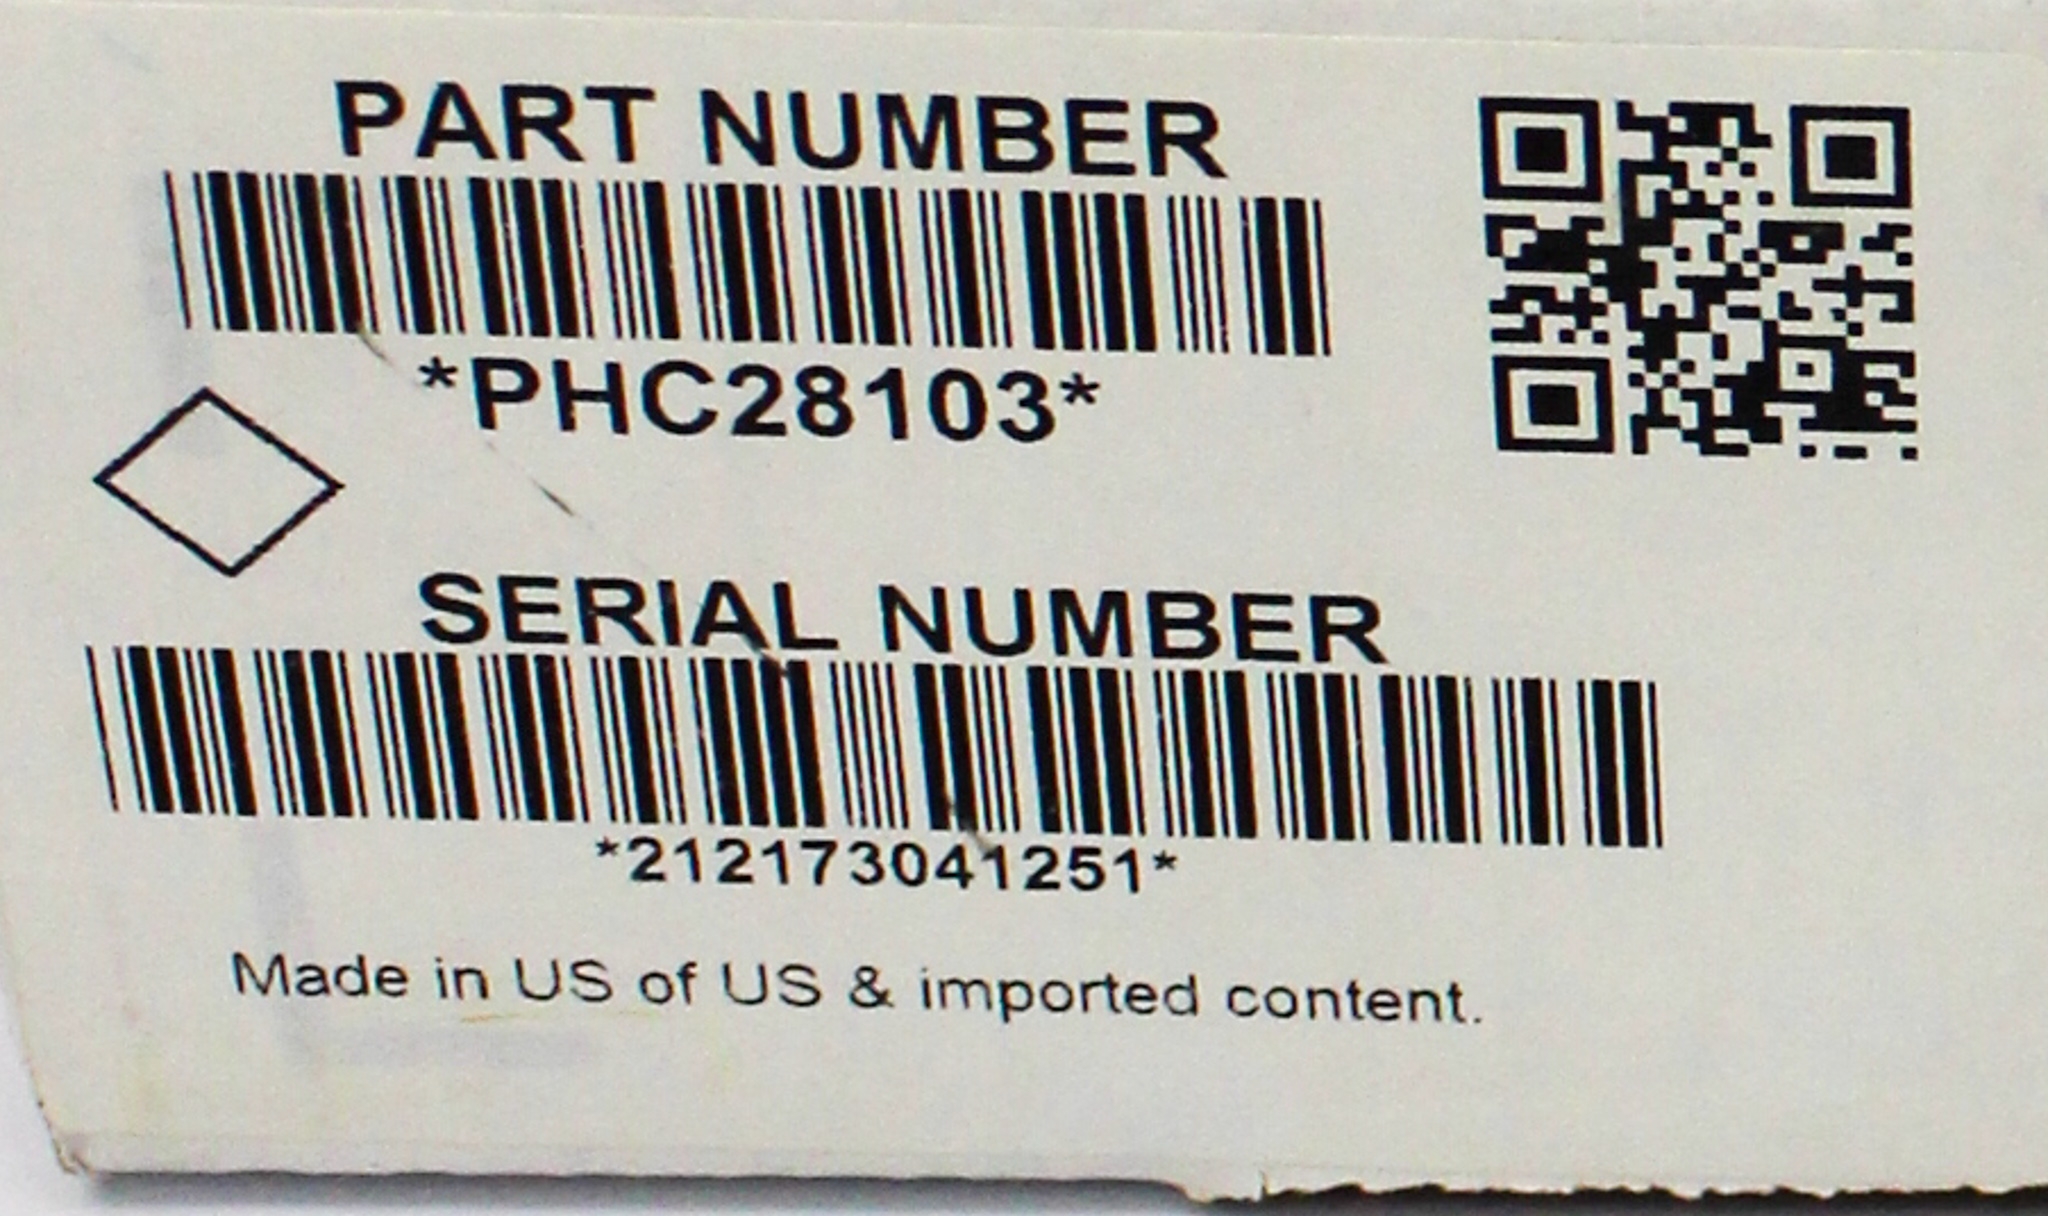 PART NUMBER
*PHC28103*
SERIAL NUMBER
*212173041251*
Made in US of US & imported content.